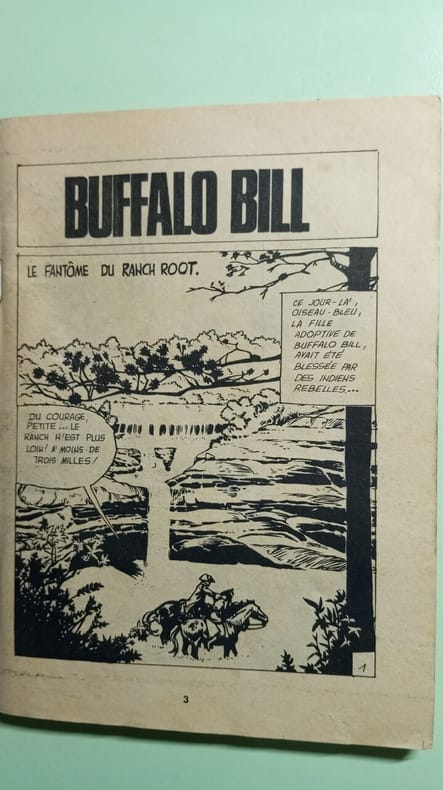 BUFFALO BILL
LE FANTÔME DU RANCH ROOT.
CE JOUR-LA',
OISEAU-BLEU,
LA FILLE
ADOPTIVE DE
BUFFALO BILL,
AVAIT ÉTÉ
BLESSÉE PAR
DES INDIENS
REBELLES...
DU COURAGE,
PETITE... LE
RANCH N'EST PLUS
LOIN! A' MOINS DE
TROIS MILLES!
1
3